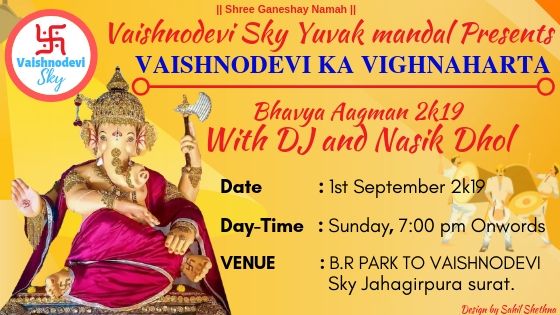 || Shree Ganeshay Namah ||
Vaishnodevi Sky Yuvak mandal Presents
VAISHNODEVI KA VIGHNAHARTA
Vaishnodevi
Sky
Bhavya Aagman 2k19
With DJ and Nasik Dhol
Date : 1st September 2k19
Day-Time : Sunday, 7:00 pm Onwords
VENUE : B.R PARK TO VAISHNODEVI
Sky Jahagirpura surat.
Design by Sahil Shethna